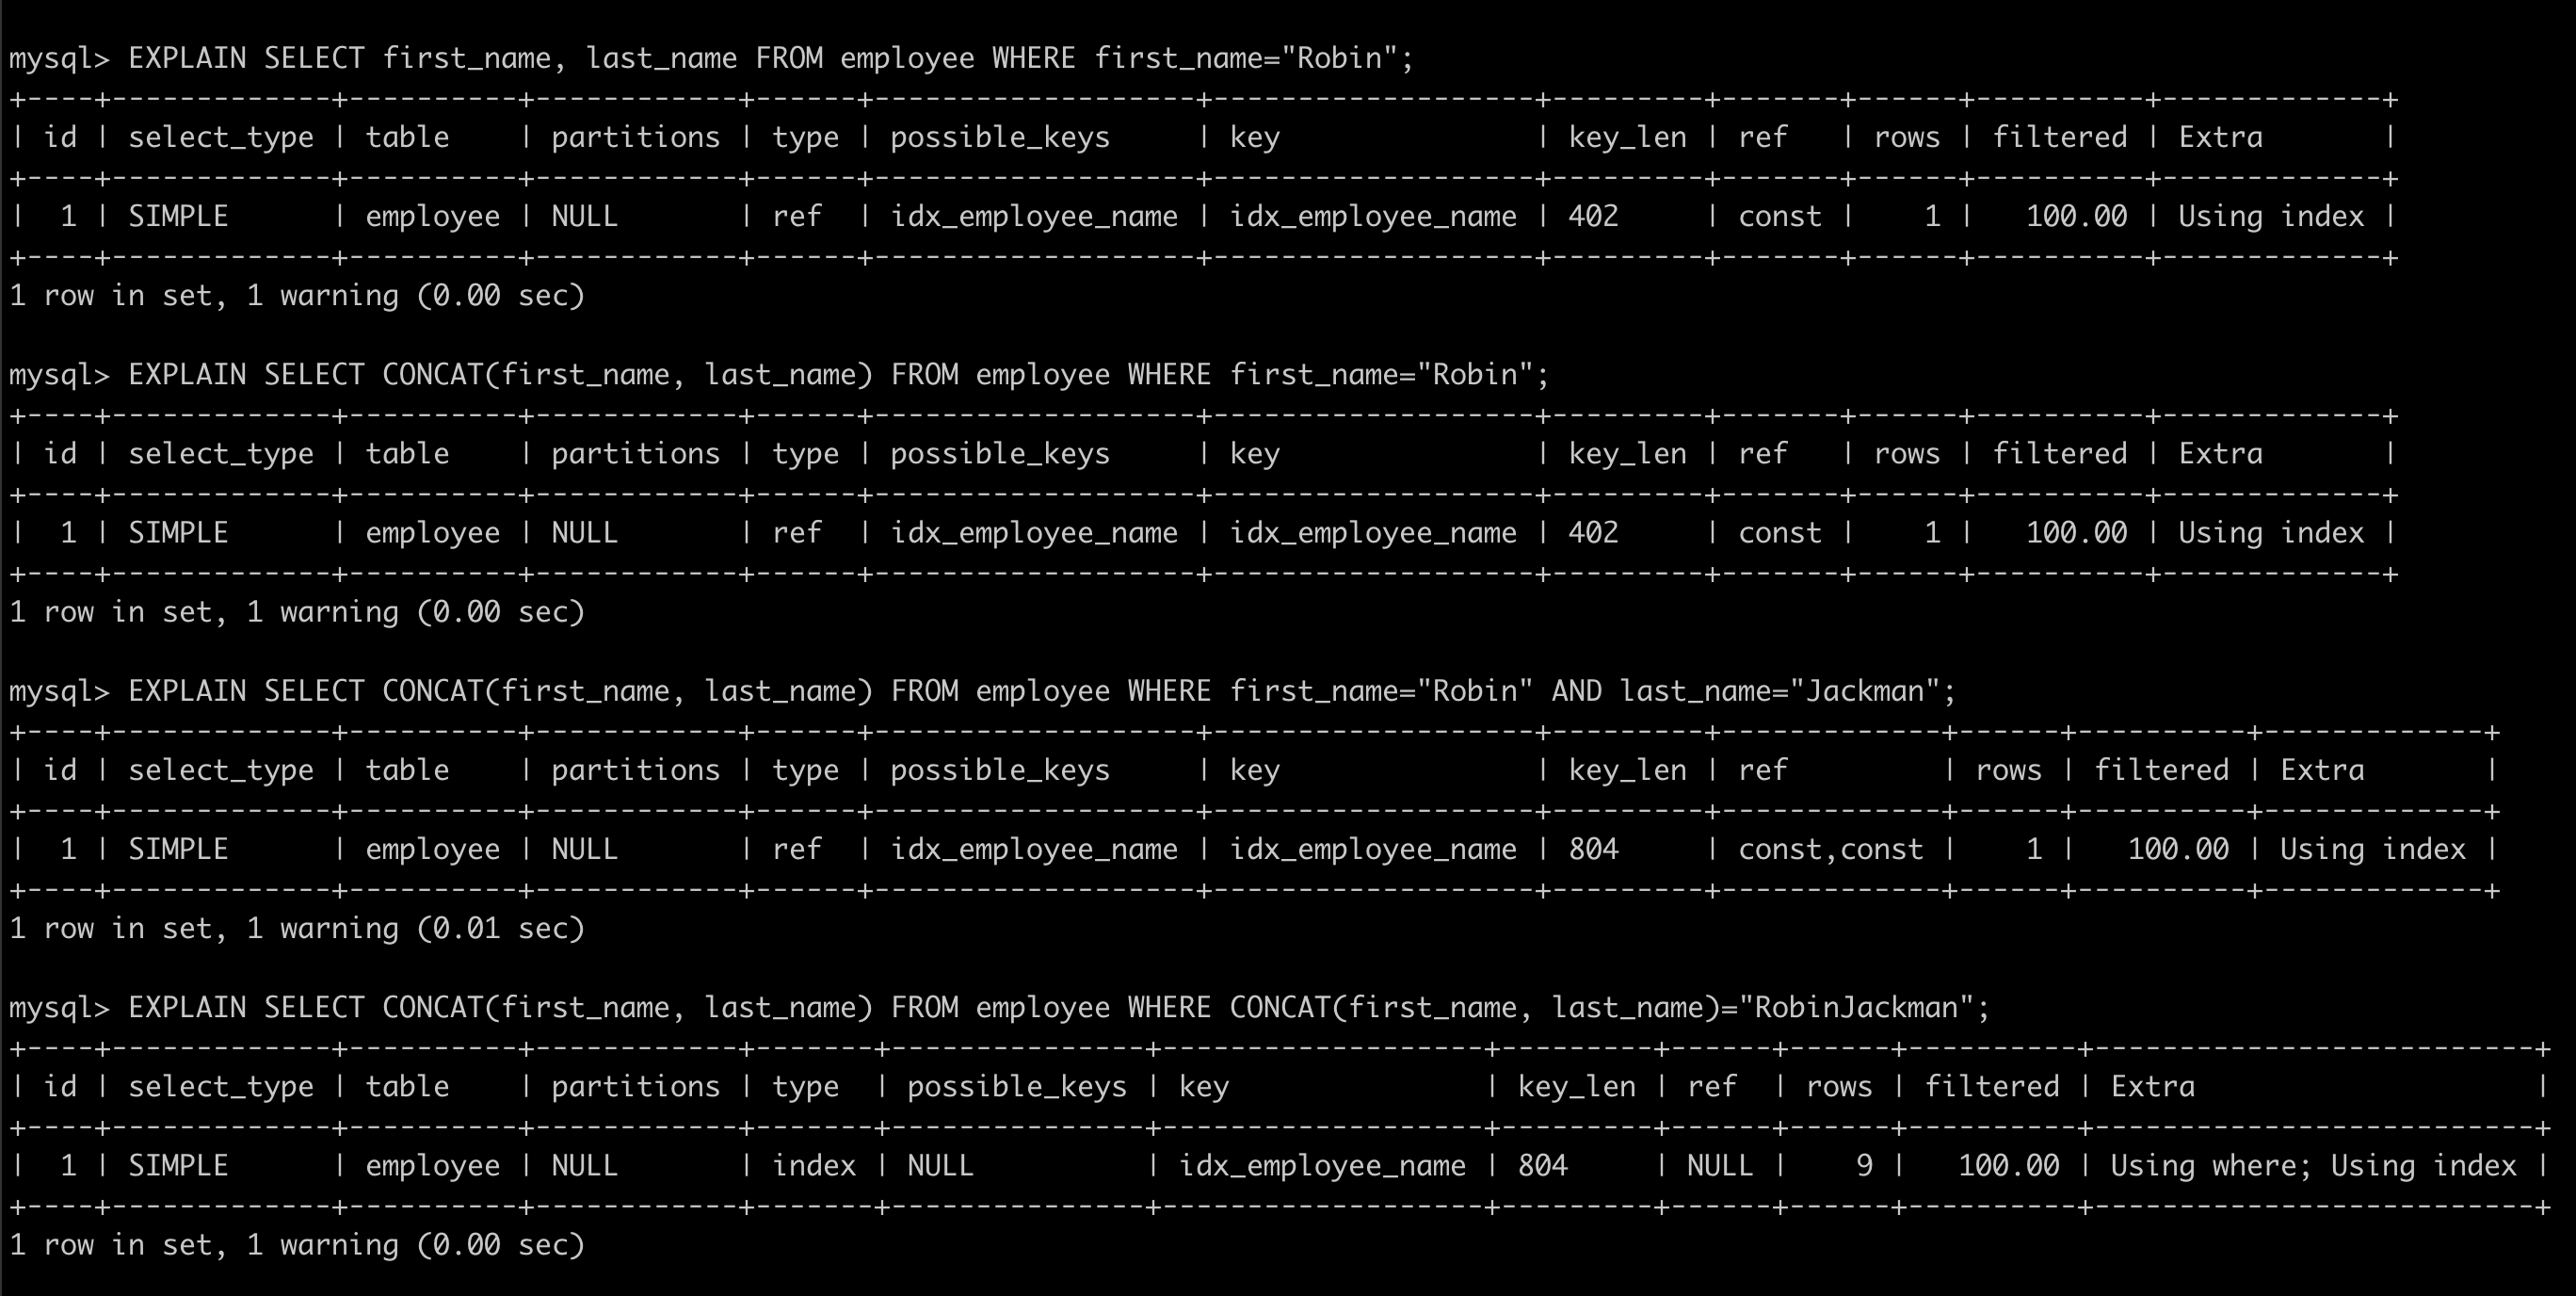 mysql> EXPLAIN SELECT first_name, last_name FROM employee WHERE first_name="Robin";
+----+-------------+----------+------------+------+-------------------+-------------------+---------+-------+------+----------+-------------+
| id | select_type | table    | partitions | type | possible_keys     | key               | key_len | ref   | rows | filtered | Extra       |
+----+-------------+----------+------------+------+-------------------+-------------------+---------+-------+------+----------+-------------+
|  1 | SIMPLE      | employee | NULL       | ref  | idx_employee_name | idx_employee_name | 402     | const |    1 |   100.00 | Using index |
+----+-------------+----------+------------+------+-------------------+-------------------+---------+-------+------+----------+-------------+
1 row in set, 1 warning (0.00 sec)

mysql> EXPLAIN SELECT CONCAT(first_name, last_name) FROM employee WHERE first_name="Robin";
+----+-------------+----------+------------+------+-------------------+-------------------+---------+-------+------+----------+-------------+
| id | select_type | table    | partitions | type | possible_keys     | key               | key_len | ref   | rows | filtered | Extra       |
+----+-------------+----------+------------+------+-------------------+-------------------+---------+-------+------+----------+-------------+
|  1 | SIMPLE      | employee | NULL       | ref  | idx_employee_name | idx_employee_name | 402     | const |    1 |   100.00 | Using index |
+----+-------------+----------+------------+------+-------------------+-------------------+---------+-------+------+----------+-------------+
1 row in set, 1 warning (0.00 sec)

mysql> EXPLAIN SELECT CONCAT(first_name, last_name) FROM employee WHERE first_name="Robin" AND last_name="Jackman";
+----+-------------+----------+------------+------+-------------------+-------------------+---------+-------------+------+----------+-------------+
| id | select_type | table    | partitions | type | possible_keys     | key               | key_len | ref         | rows | filtered | Extra       |
+----+-------------+----------+------------+------+-------------------+-------------------+---------+-------------+------+----------+-------------+
|  1 | SIMPLE      | employee | NULL       | ref  | idx_employee_name | idx_employee_name | 804     | const,const |    1 |   100.00 | Using index |
+----+-------------+----------+------------+------+-------------------+-------------------+---------+-------------+------+----------+-------------+
1 row in set, 1 warning (0.01 sec)

mysql> EXPLAIN SELECT CONCAT(first_name, last_name) FROM employee WHERE CONCAT(first_name, last_name)="RobinJackman";
+----+-------------+----------+------------+-------+---------------+-------------------+---------+------+------+----------+--------------------------+
| id | select_type | table    | partitions | type  | possible_keys | key               | key_len | ref  | rows | filtered | Extra                    |
+----+-------------+----------+------------+-------+---------------+-------------------+---------+------+------+----------+--------------------------+
|  1 | SIMPLE      | employee | NULL       | index | NULL          | idx_employee_name | 804     | NULL |    9 |   100.00 | Using where; Using index |
+----+-------------+----------+------------+-------+---------------+-------------------+---------+------+------+----------+--------------------------+
1 row in set, 1 warning (0.00 sec)